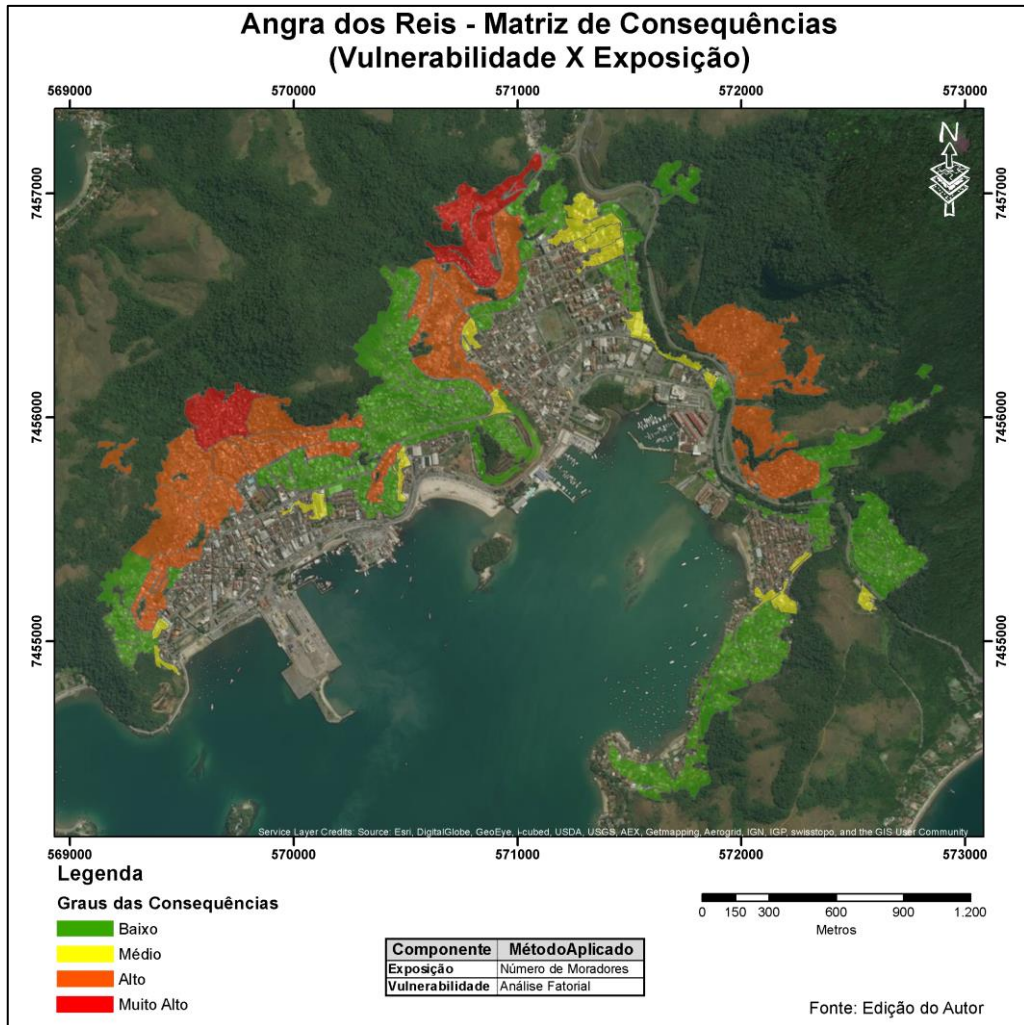 Angra dos Reis - Matriz de Consequências
(Vulnerabilidade X Exposição)
569000 570000 571000 572000 573000
7457000 7457000
N
7456000 7456000
7455000 7455000
Service Layer Credits: Source: Esri, DigitalGlobe, GeoEye, i-cubed, USDA, USGS, AEX, Getmapping, Aerogrid, IGN, IGP, swisstopo, and the GIS User Community
569000 570000 571000 572000 573000
Legenda
Graus das Consequências
Baixo
Médio
Alto
Muito Alto
Componente MétodoAplicado
Exposição Número de Moradores
Vulnerabilidade Análise Fatorial
0 150 300 600 900 1.200
Metros
Fonte: Edição do Autor